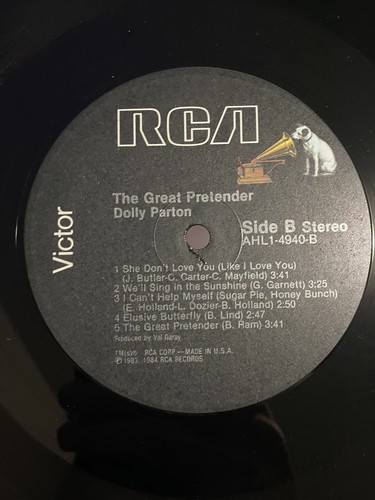 RCA
Victor
The Great Pretender
Dolly Parton
Side B Stereo
AHL1-4940-B
1 She Don't Love You (Like I Love You)
(J. Butler-C. Carter-C. Mayfield) 3:41
2 We'll Sing in the Sunshine (G. Garnett) 3:25
3 I Can't Help Myself (Sugar Pie, Honey Bunch)
(E. Holland-L. Dozier-B. Holland) 2:50
4 Elusive Butterfly (B. Lind) 2:47
5 The Great Pretender (B. Ram) 3:41
Produced by Val Garay
RCA CORP.—MADE IN U.S.A.
1984 RCA RECORDS